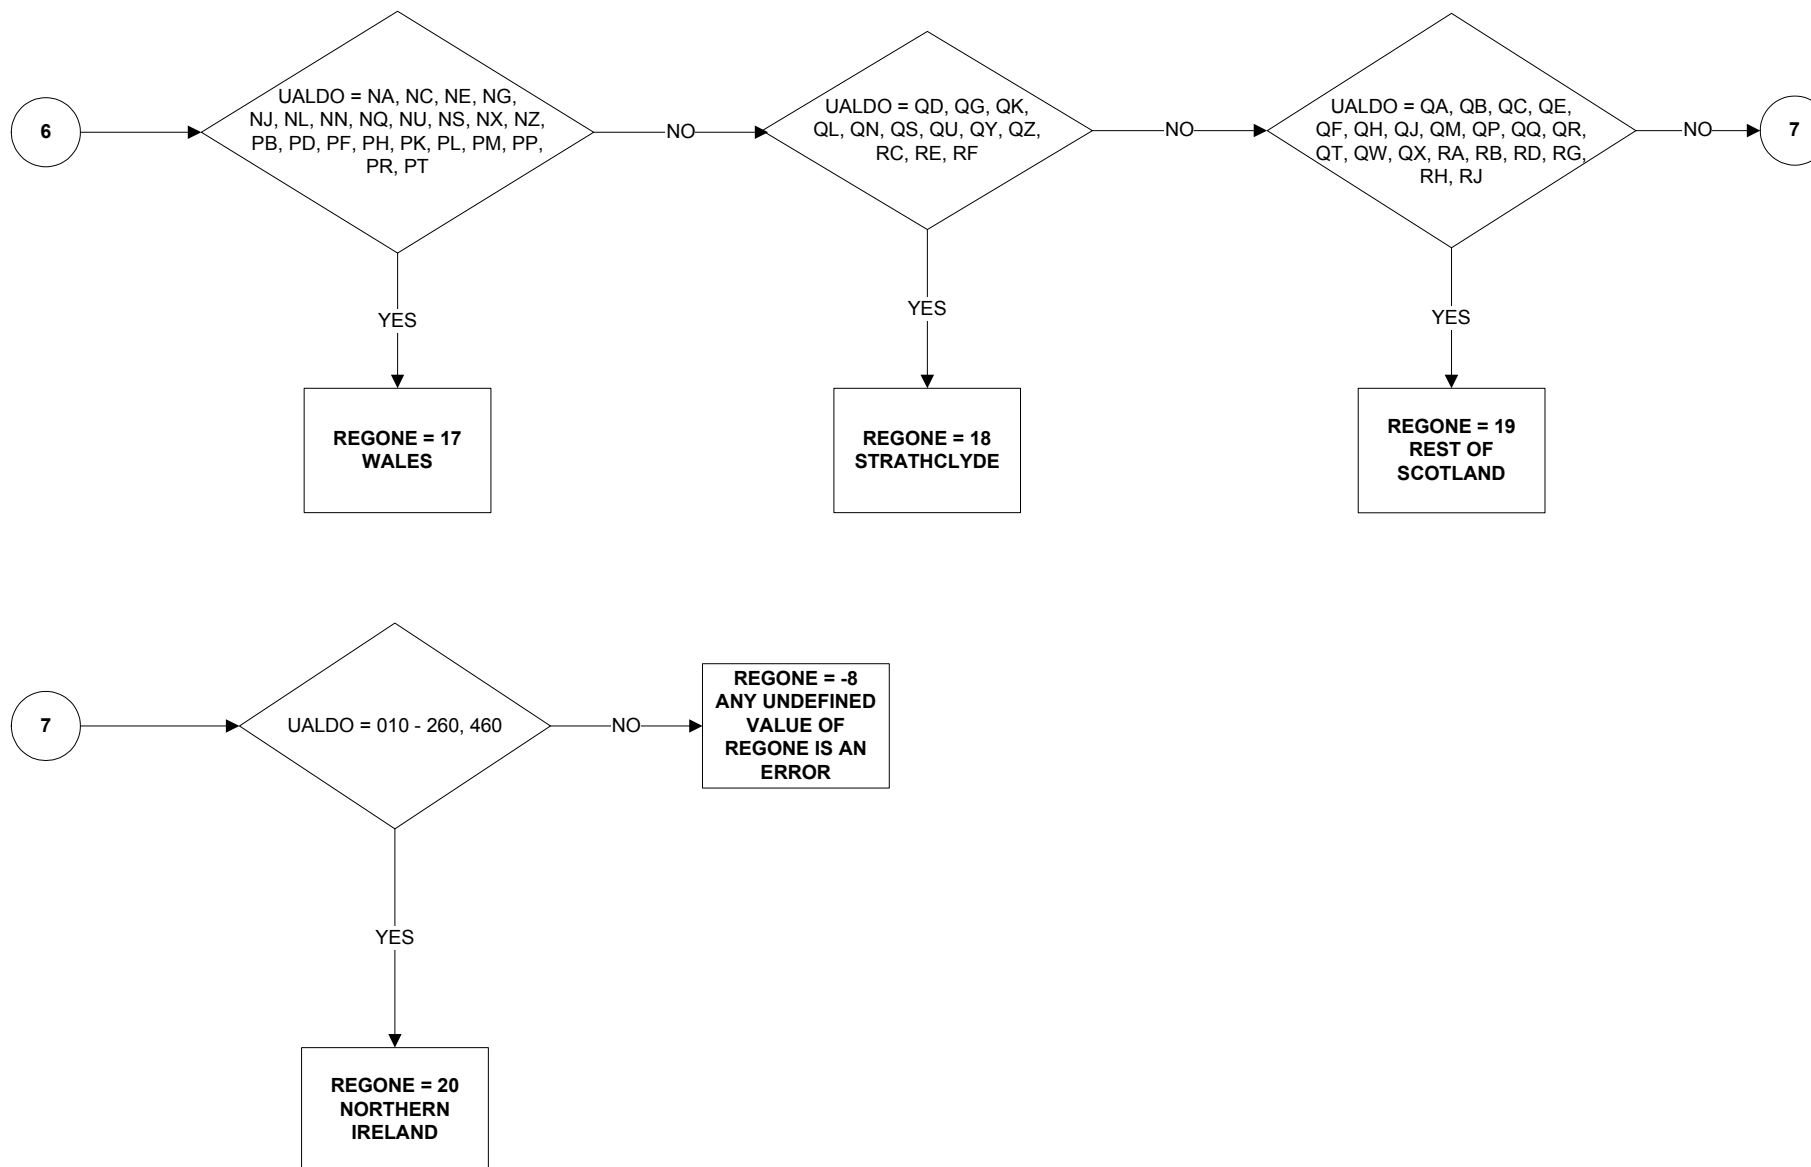 6
UALDO = NA, NC, NE, NG,
NJ, NL, NN, NQ, NU, NS, NX, NZ,
PB, PD, PF, PH, PK, PL, PM, PP,
PR, PT
NO
UALDO = QD, QG, QK,
QL, QN, QS, QU, QY, QZ,
RC, RE, RF
NO
UALDO = QA, QB, QC, QE,
QF, QH, QJ, QM, QP, QQ, QR,
QT, QW, QX, RA, RB, RD, RG,
RH, RJ
NO
7
YES
YES
YES
REGONE = 17
WALES
REGONE = 18
STRATHCLYDE
REGONE = 19
REST OF
SCOTLAND
7
UALDO = 010 - 260, 460
NO
REGONE = -8
ANY UNDEFINED
VALUE OF
REGONE IS AN
ERROR
YES
REGONE = 20
NORTHERN
IRELAND